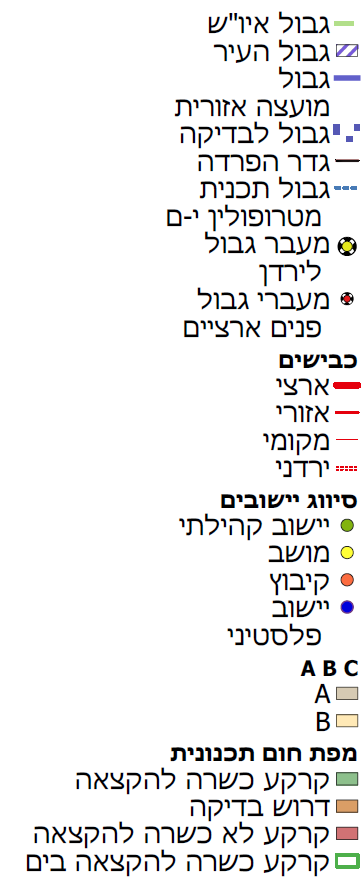 גבול איו"ש
גבול העיר
גבול
מועצה אזורית
גבול לבדיקה
גדר הפרדה
גבול תכנית
מטרופולין י-ם
מעבר גבול
לירדן
מעברי גבול
פנים ארציים
כבישים
ארצי
אזורי
מקומי
ירדני
סיווג יישובים
יישוב קהילתי
מושב
קיבוץ
יישוב
פלסטיני
A B C
A
B
מפת חום תכנונית
קרקע כשרה להקצאה
דרוש בדיקה
קרקע לא כשרה להקצאה
קרקע כשרה להקצאה בים